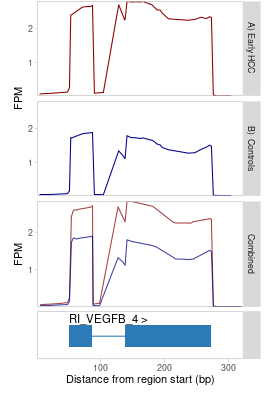 A) Early HCC
2
1
FPM
B) Controls
2
1
Combined
2
1
FPM
RI_VEGFB_4 >
0
100
200
300
Distance from region start (bp)